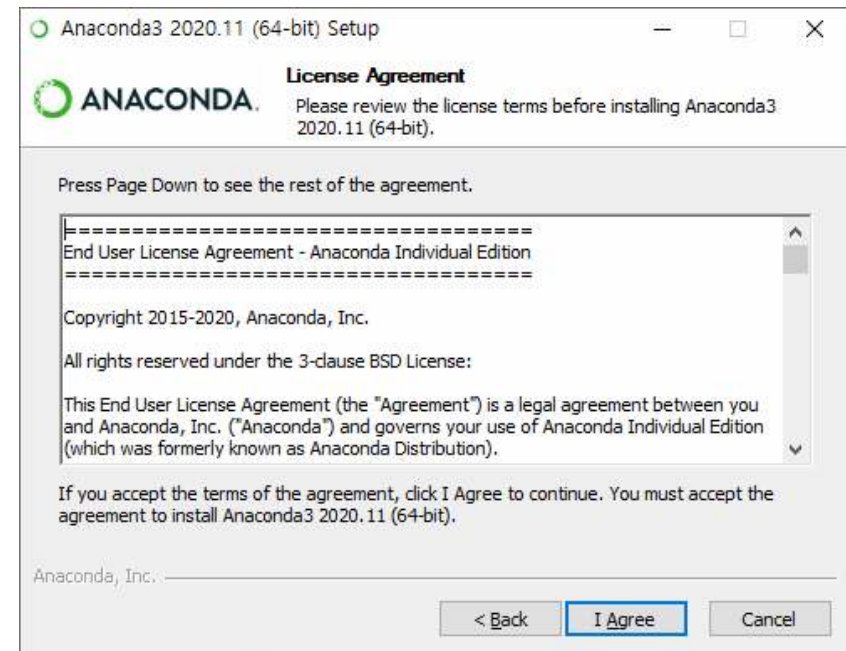 Anaconda3 2020.11 (64-bit) Setup
ANACONDA.
License Agreement
Please review the license terms before installing Anaconda3
2020.11 (64-bit).
Press Page Down to see the rest of the agreement.
===================================
End User License Agreement - Anaconda Individual Edition
===================================
Copyright 2015-2020, Anaconda, Inc.
All rights reserved under the 3-clause BSD License:
This End User License Agreement (the "Agreement") is a legal agreement between you
and Anaconda, Inc. ("Anaconda") and governs your use of Anaconda Individual Edition
(which was formerly known as Anaconda Distribution).
If you accept the terms of the agreement, click I Agree to continue. You must accept the
agreement to install Anaconda3 2020.11 (64-bit).
Anaconda, Inc.
< Back
I Agree
Cancel